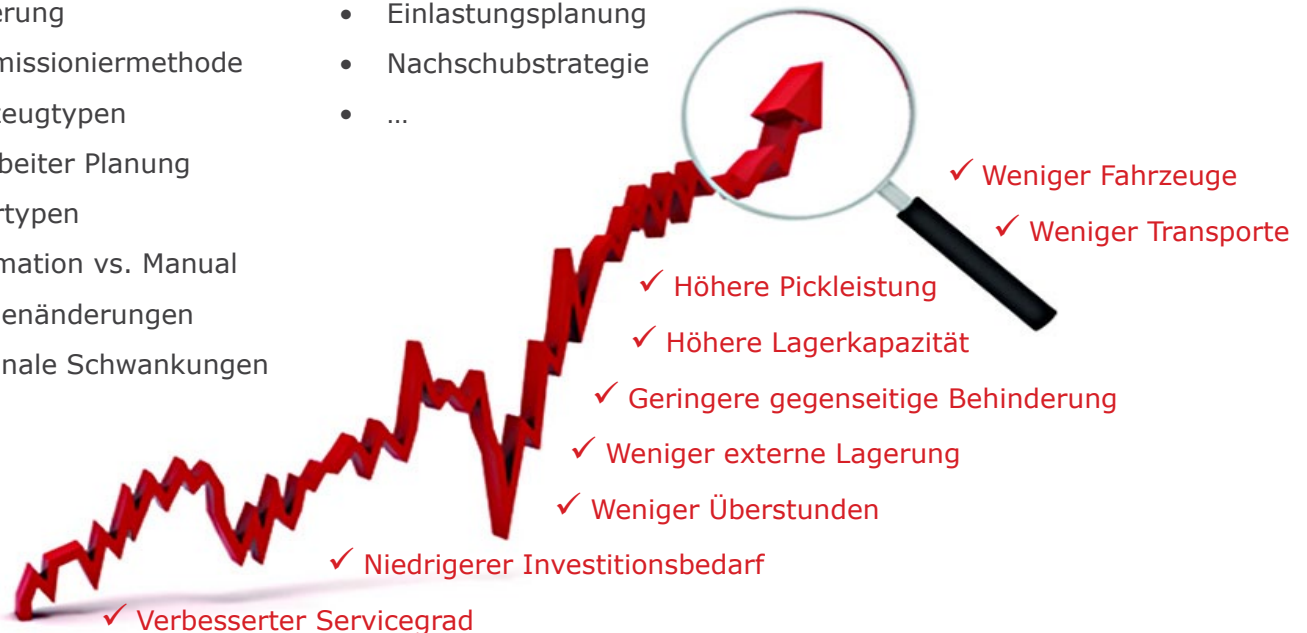 erung
missioniermethode
zeugtypen
beiter Planung
rtypen
mation vs. Manual
enänderungen
nale Schwankungen
• Einlastungsplanung
• Nachschubstrategie
• …
✓ Weniger Fahrzeuge
✓ Weniger Transporte
✓ Höhere Pickleistung
✓ Höhere Lagerkapazität
✓ Geringere gegenseitige Behinderung
✓ Weniger externe Lagerung
✓ Weniger Überstunden
✓ Niedrigerer Investitionsbedarf
✓ Verbesserter Servicegrad